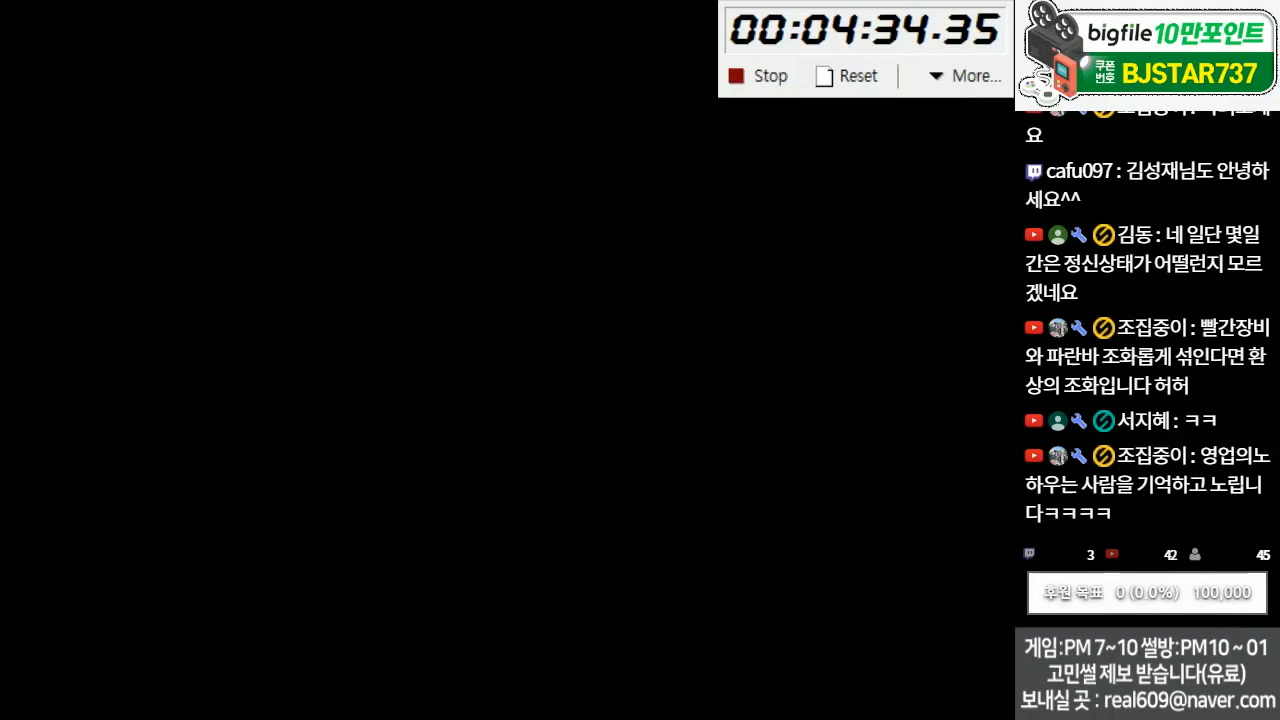 00:04:34.35
Stop Reset More...
bigfile 10만포인트
쿠폰번호 BJSTAR737
요
cafu097 : 김성재님도 안녕하
세요^^
김동 : 네 일단 몇일
간은 정신상태가 어떨런지 모르
겠네요
조집중이 : 빨간장비
와 파란바 조화롭게 섞인다면 환
상의 조화입니다 허허
서지혜 : ㅋㅋ
조집중이 : 영업의노
하우는 사람을 기억하고 노립니
다ㅋㅋㅋㅋ
3 42 45
후원 목표 0 (0.0%) 100,000
게임:PM 7~10 썰방:PM10 ~ 01
고민썰 제보 받습니다(유료)
보내실 곳 : real609@naver.com